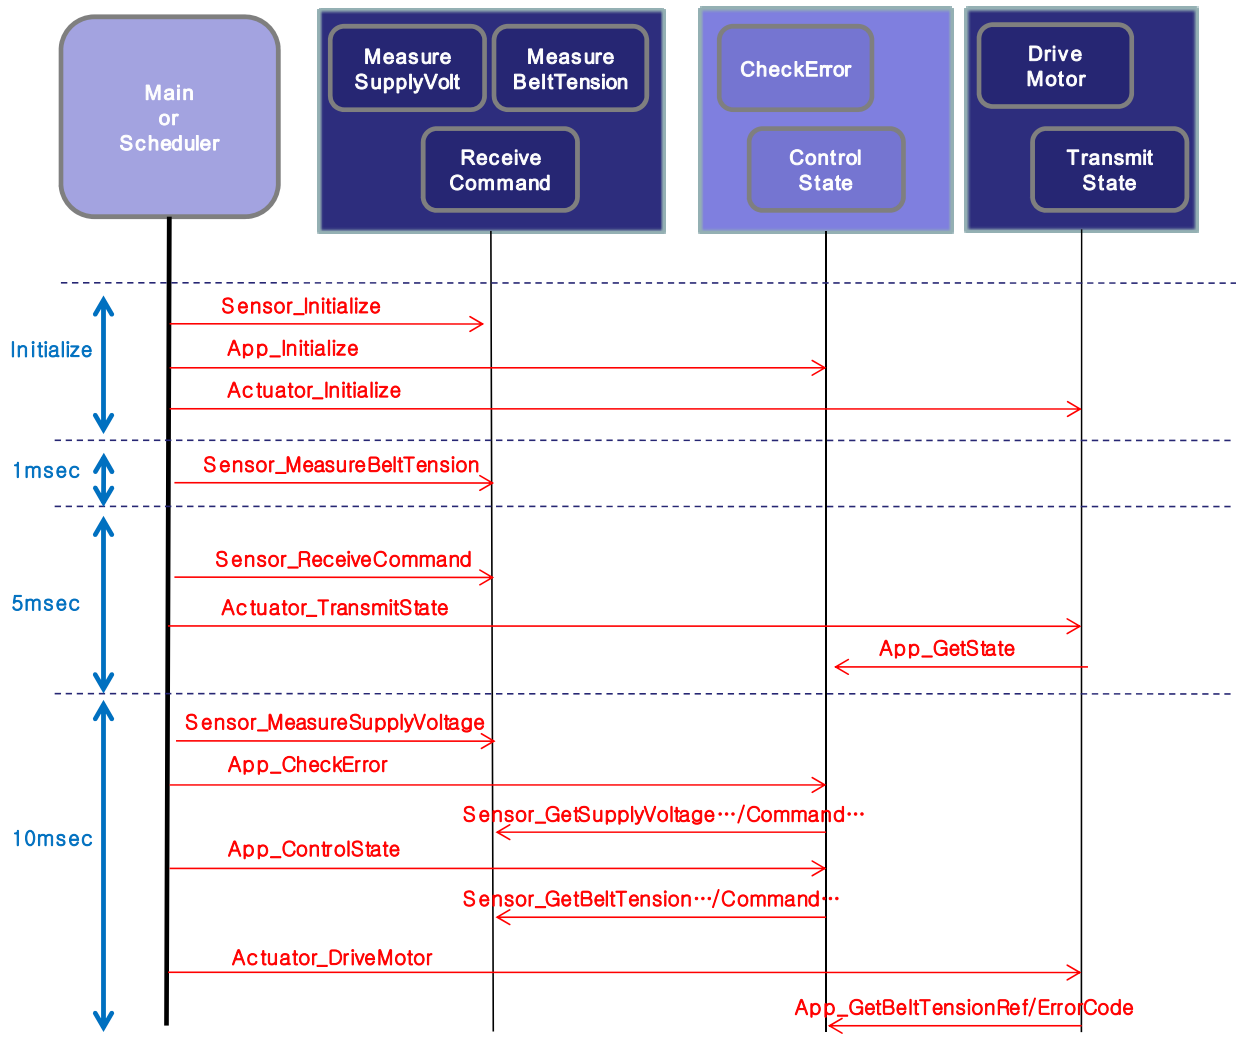 Main
or
Scheduler
Measure
SupplyVolt
Measure
BeltTension
Receive
Command
CheckError
Control
State
Drive
Motor
Transmit
State
Initialize
Sensor_Initialize
App_Initialize
Actuator_Initialize
1msec
Sensor_MeasureBeltTension
5msec
Sensor_ReceiveCommand
Actuator_TransmitState
App_GetState
10msec
Sensor_MeasureSupplyVoltage
App_CheckError
Sensor_GetSupplyVoltage⋯/Command⋯
App_ControlState
Sensor_GetBeltTension⋯/Command⋯
Actuator_DriveMotor
App_GetBeltTensionRef/ErrorCode